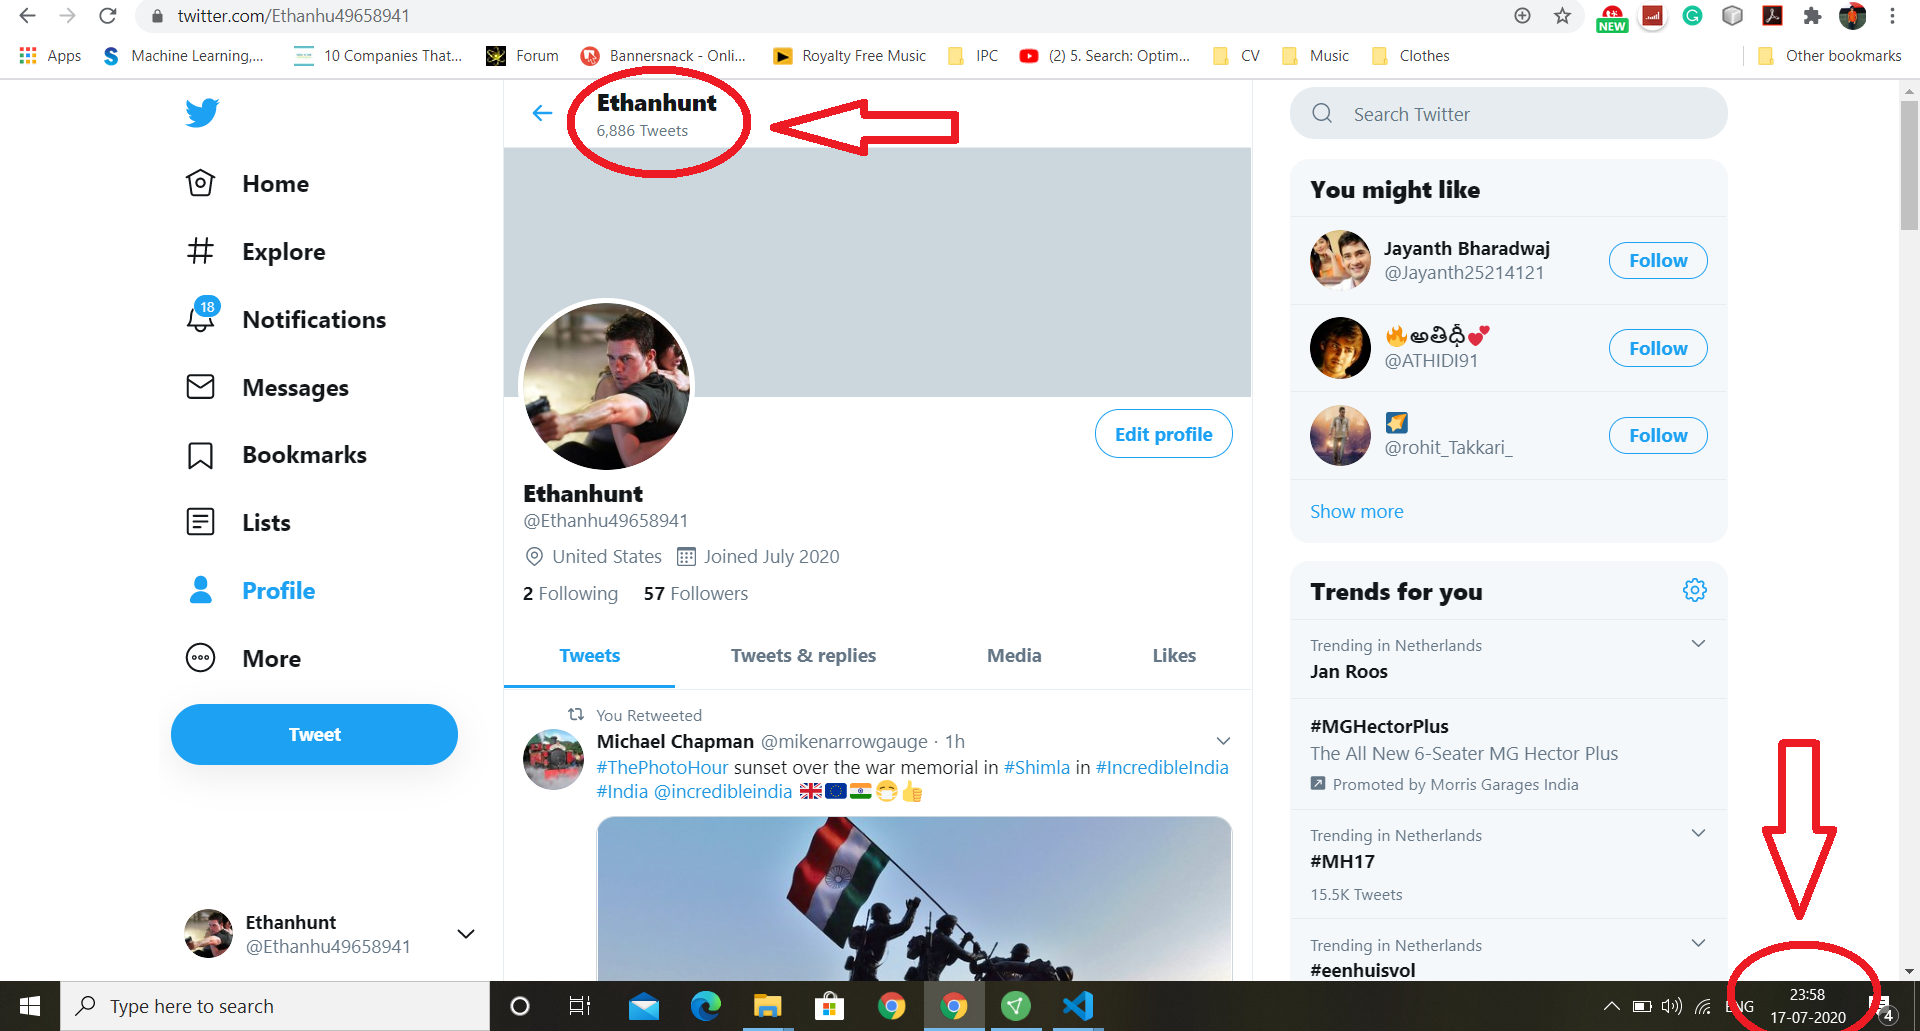 twitter.com/Ethanhu49658941
NEW
Apps
Machine Learning,...
10 Companies That...
Forum
Bannersnack - Onli...
Royalty Free Music
IPC
(2) 5. Search: Optim...
CV
Music
Clothes
Other bookmarks
Home
Explore
18
Notifications
Messages
Bookmarks
Lists
Profile
More
Tweet
Ethanhunt
@Ethanhu49658941
Ethanhunt
6,886 Tweets
Edit profile
Ethanhunt
@Ethanhu49658941
United States Joined July 2020
2 Following 57 Followers
Tweets Tweets & replies Media Likes
You Retweeted
Michael Chapman @mikenarrowgauge · 1h
#ThePhotoHour sunset over the war memorial in #Shimla in #IncredibleIndia
#India @incredibleindia 🇬🇧🇪🇺🇮🇳😷👍
Search Twitter
You might like
Jayanth Bharadwaj
@Jayanth25214121
Follow
🔥అతిధీ💕
@ATHIDI91
Follow
@rohit_Takkari_
Follow
Show more
Trends for you
Trending in Netherlands
Jan Roos
#MGHectorPlus
The All New 6-Seater MG Hector Plus
Promoted by Morris Garages India
Trending in Netherlands
#MH17
15.5K Tweets
Trending in Netherlands
#eenhuisvol
Type here to search
ENG
23:58
17-07-2020
4